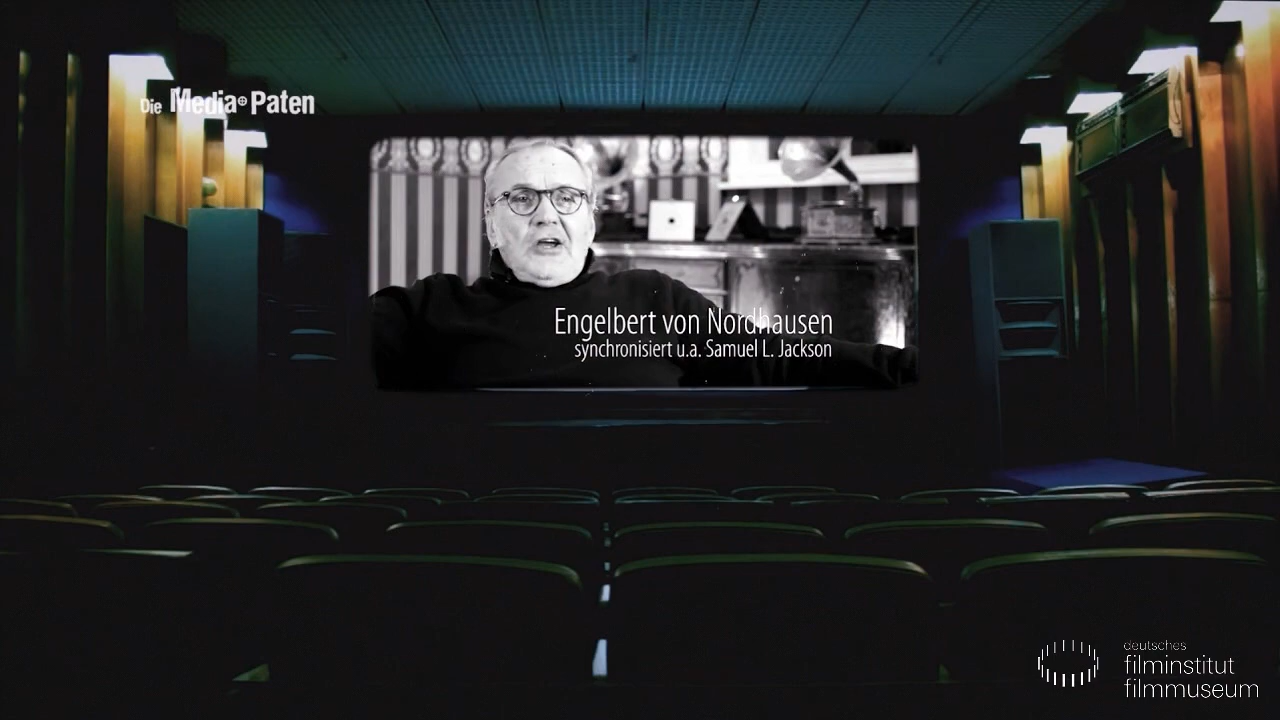 Die Media Paten
Engelbert von Nordhausen
synchronisiert u.a. Samuel L. Jackson
deutsches
filminstitut
filmmuseum